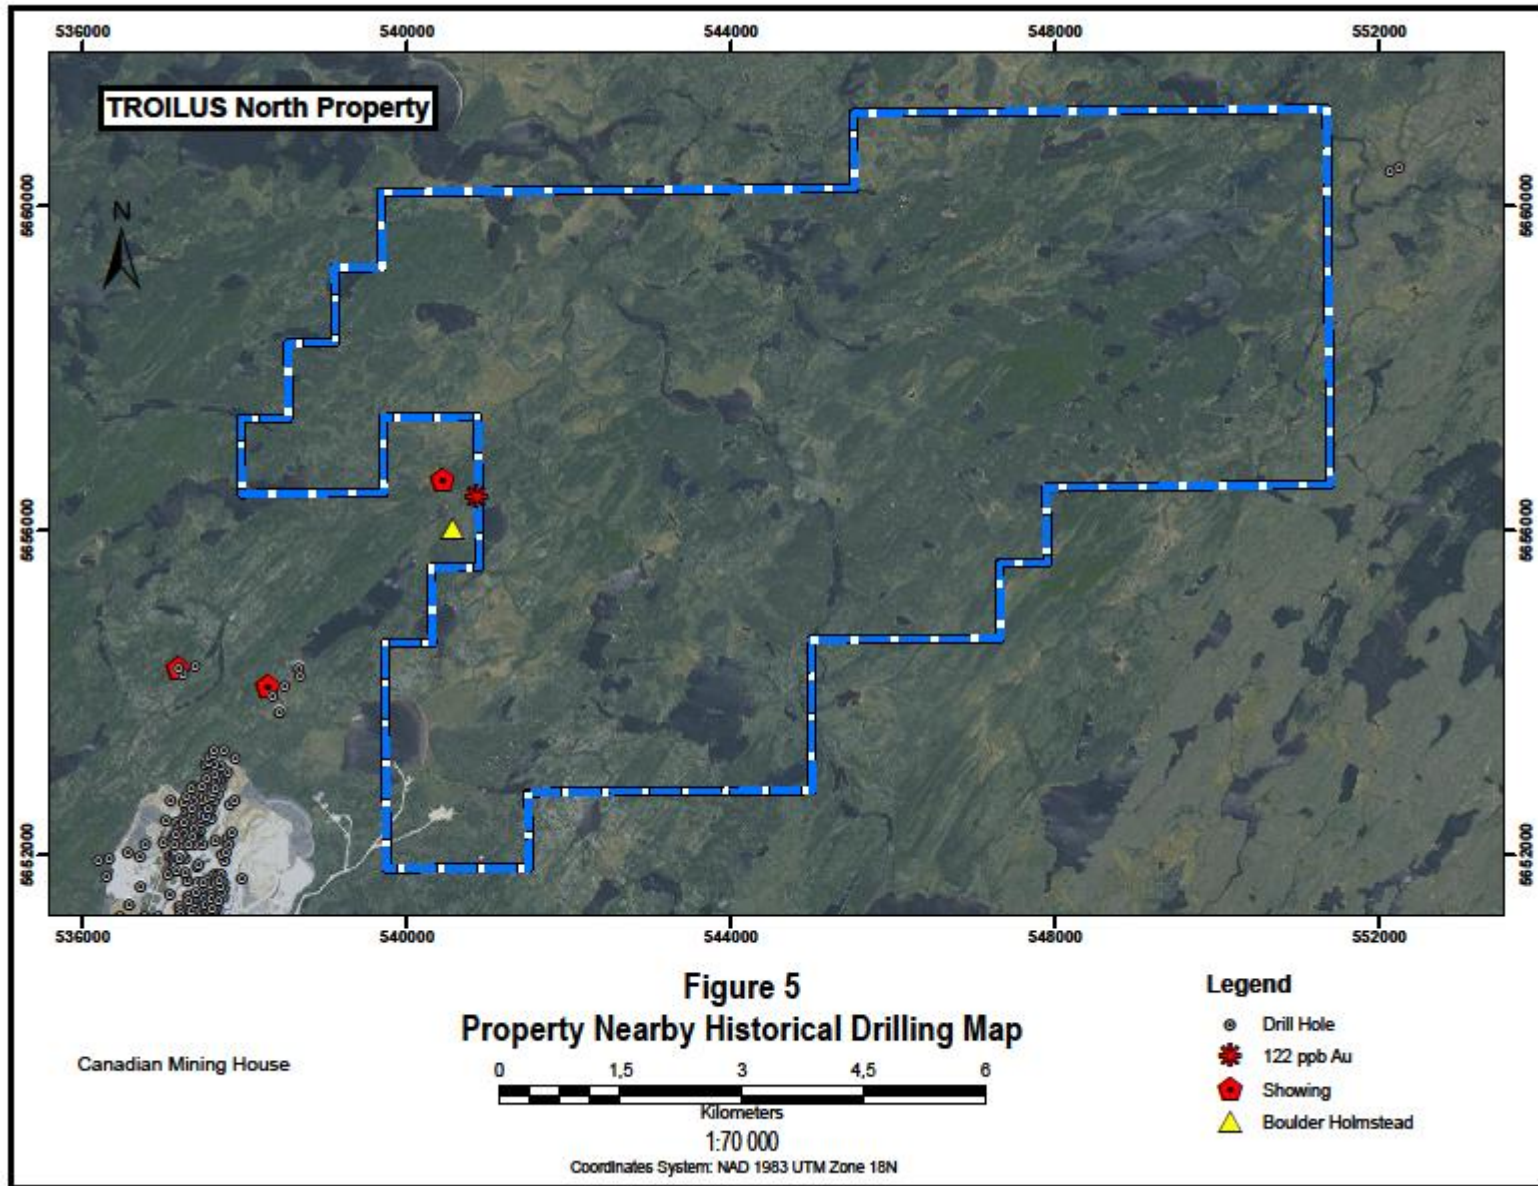 536000 540000 544000 548000 552000
TROILUS North Property
N
5660000 5660000
5656000 5656000
5652000 5652000
536000 540000 544000 548000 552000
Figure 5
Property Nearby Historical Drilling Map
Canadian Mining House
0 1,5 3 4,5 6
Kilometers
1:70 000
Coordinates System: NAD 1983 UTM Zone 18N
Legend
Drill Hole
122 ppb Au
Showing
Boulder Holmstead